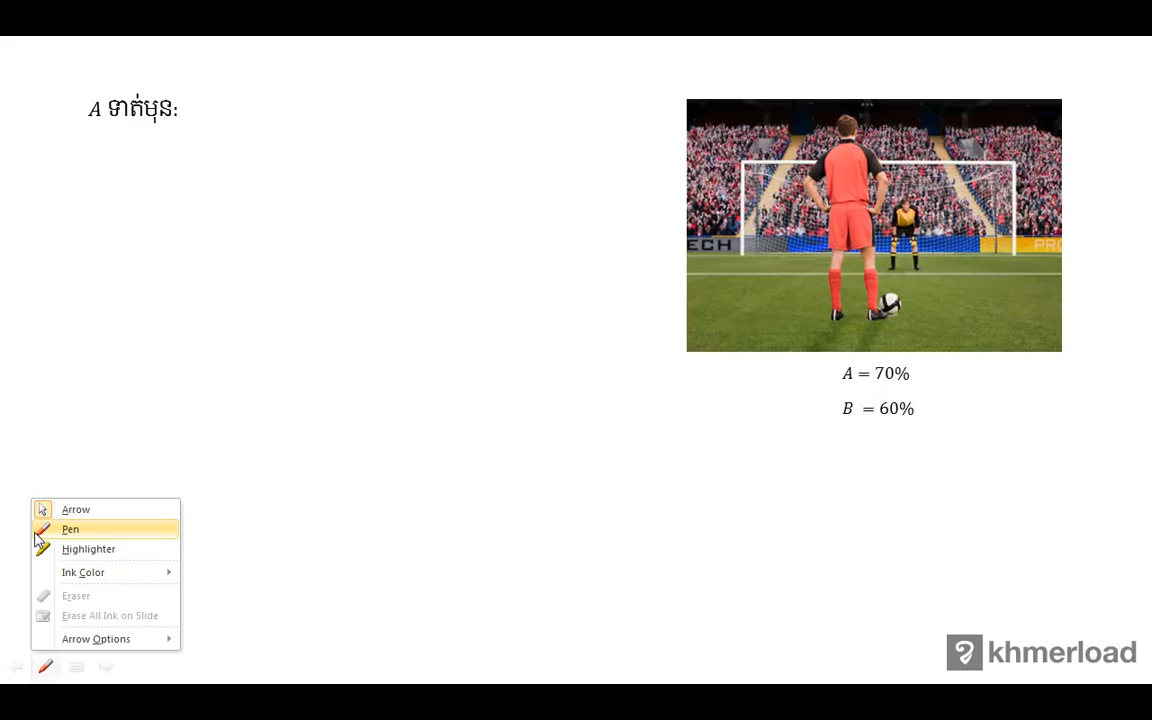 A ទាត់មុន:
ECH
PRO
A = 70%
B = 60%
Arrow
Pen
Highlighter
Ink Color
Eraser
Erase All Ink on Slide
Arrow Options
khmerload